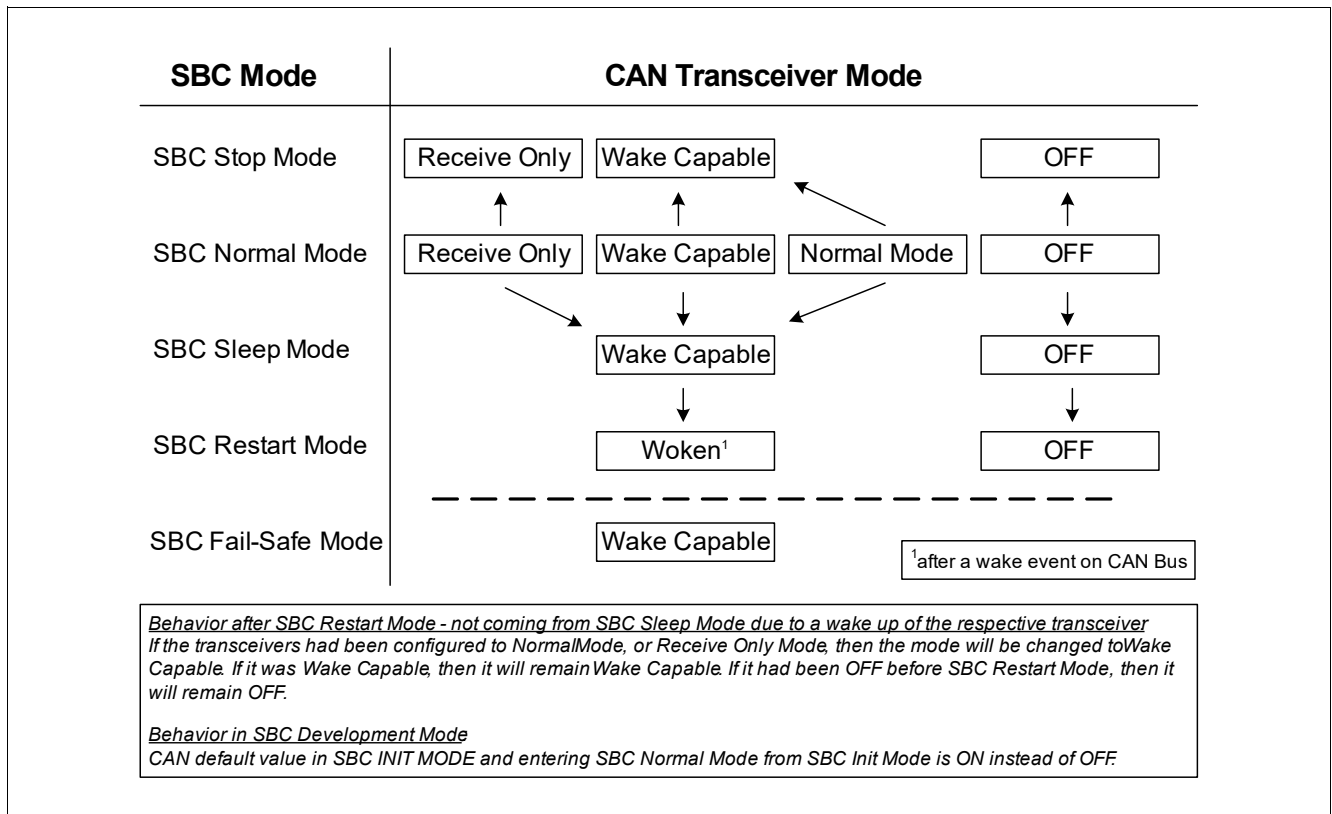 SBC Mode CAN Transceiver Mode
SBC Stop Mode Receive Only Wake Capable OFF
SBC Normal Mode Receive Only Wake Capable Normal Mode OFF
SBC Sleep Mode Wake Capable OFF
SBC Restart Mode Woken1 OFF
SBC Fail-Safe Mode Wake Capable
1after a wake event on CAN Bus
Behavior after SBC Restart Mode - not coming from SBC Sleep Mode due to a wake up of the respective transceiver
If the transceivers had been configured to NormalMode, or Receive Only Mode, then the mode will be changed toWake
Capable. If it was Wake Capable, then it will remainWake Capable. If it had been OFF before SBC Restart Mode, then it
will remain OFF.
Behavior in SBC Development Mode
CAN default value in SBC INIT MODE and entering SBC Normal Mode from SBC Init Mode is ON instead of OFF.